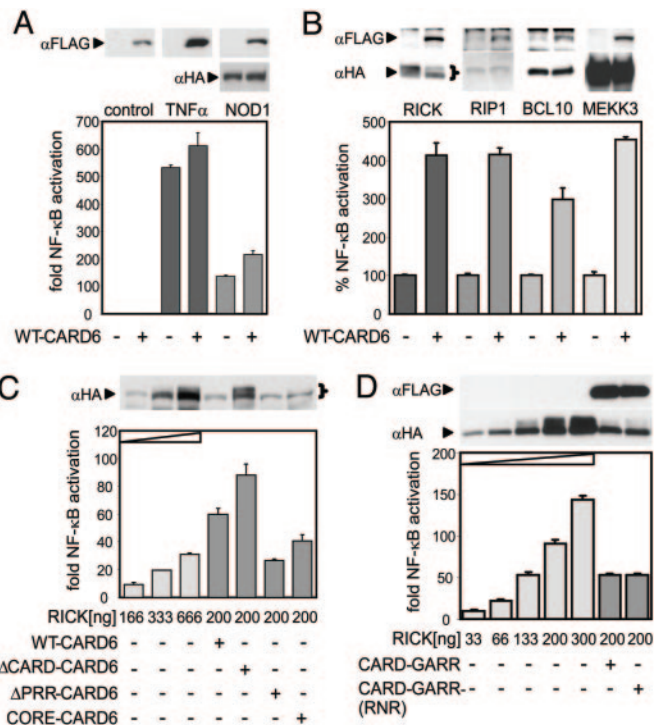 A
αFLAG
αHA
control TNFα NOD1
fold NF-κB activation
700
600
500
400
300
200
100
0
WT-CARD6 - + - + - +
B
αFLAG
αHA
RICK RIP1 BCL10 MEKK3
% NF-κB activation
500
400
300
200
100
0
WT-CARD6 - + - + - + - +
C
αHA
fold NF-κB activation
120
100
80
60
40
20
0
RICK[ng] 166 333 666 200 200 200 200
WT-CARD6 - - - + - - -
ΔCARD-CARD6 - - - - + - -
ΔPRR-CARD6 - - - - - + -
CORE-CARD6 - - - - - - +
D
αFLAG
αHA
fold NF-κB activation
200
150
100
50
0
RICK[ng] 33 66 133 200 300 200 200
CARD-GARR - - - - - + -
CARD-GARR- - - - - - - +
(RNR)